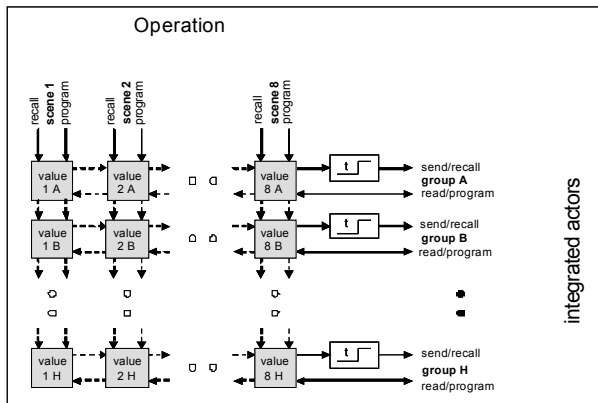 Operation
recall
scene 1
program
recall
scene 2
program
recall
scene 8
program
value
1 A
value
2 A
value
8 A
t
send/recall
group A
read/program
value
1 B
value
2 B
value
8 B
t
send/recall
group B
read/program
value
1 H
value
2 H
value
8 H
t
send/recall
group H
read/program
integrated actors